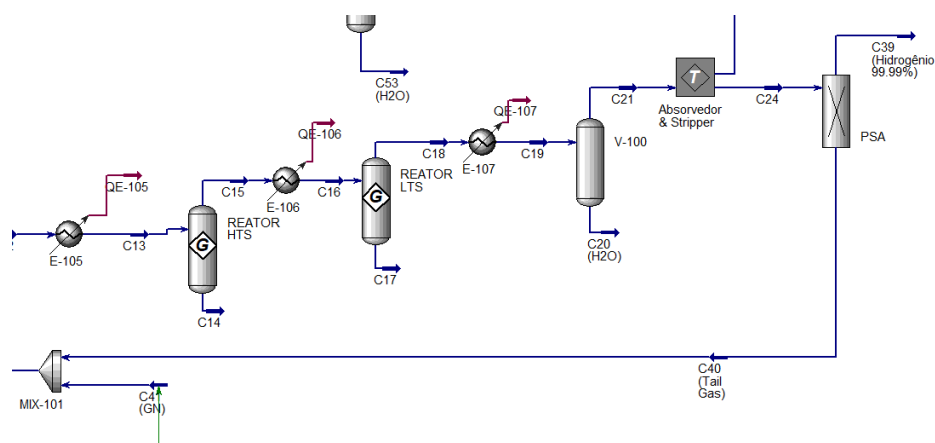 C53
(H2O)
C39
(Hidrogênio
99.99%)
T
C21
Absorvedor
& Stripper
C24
PSA
QE-107
QE-106
C18
E-107
C19
V-100
REATOR
LTS
G
C15
E-106
C16
QE-105
REATOR
HTS
G
E-105
C13
C20
(H2O)
C17
C14
C40
(Tail
Gas)
MIX-101
C4
(GN)